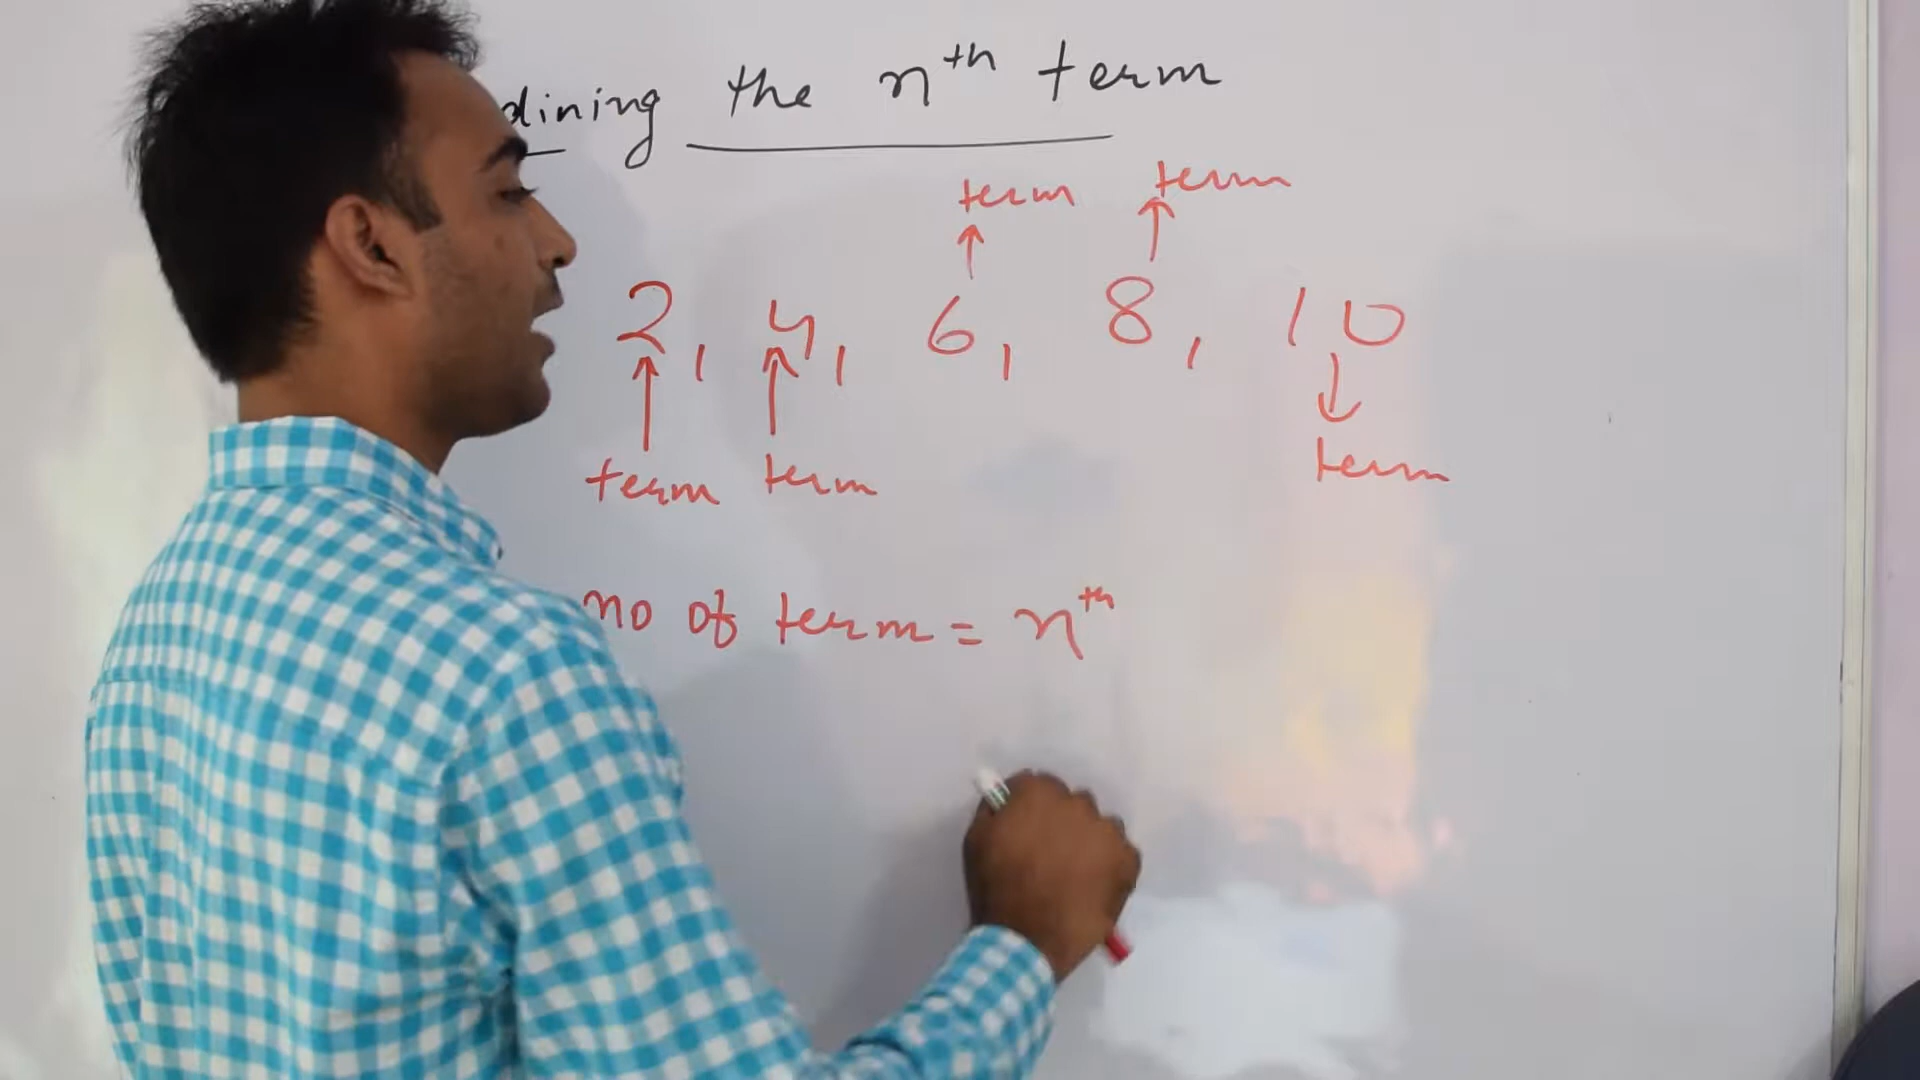 dining the nth term
term term
2, 4, 6, 8, 10
term term term
no of term = nth